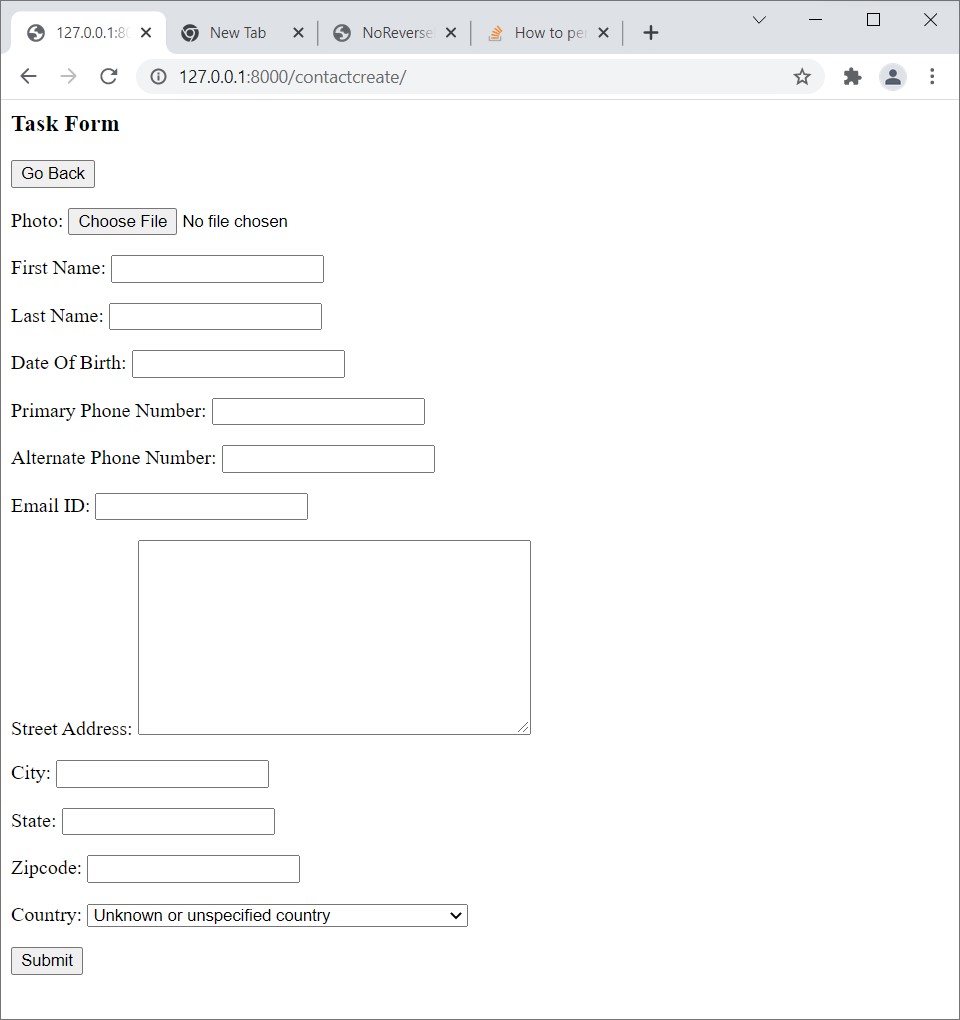 127.0.0.1:80 New Tab NoReverse How to pe
127.0.0.1:8000/contactcreate/
Task Form
Go Back
Photo: Choose File No file chosen
First Name:
Last Name:
Date Of Birth:
Primary Phone Number:
Alternate Phone Number:
Email ID:
Street Address:
City:
State:
Zipcode:
Country: Unknown or unspecified country
Submit